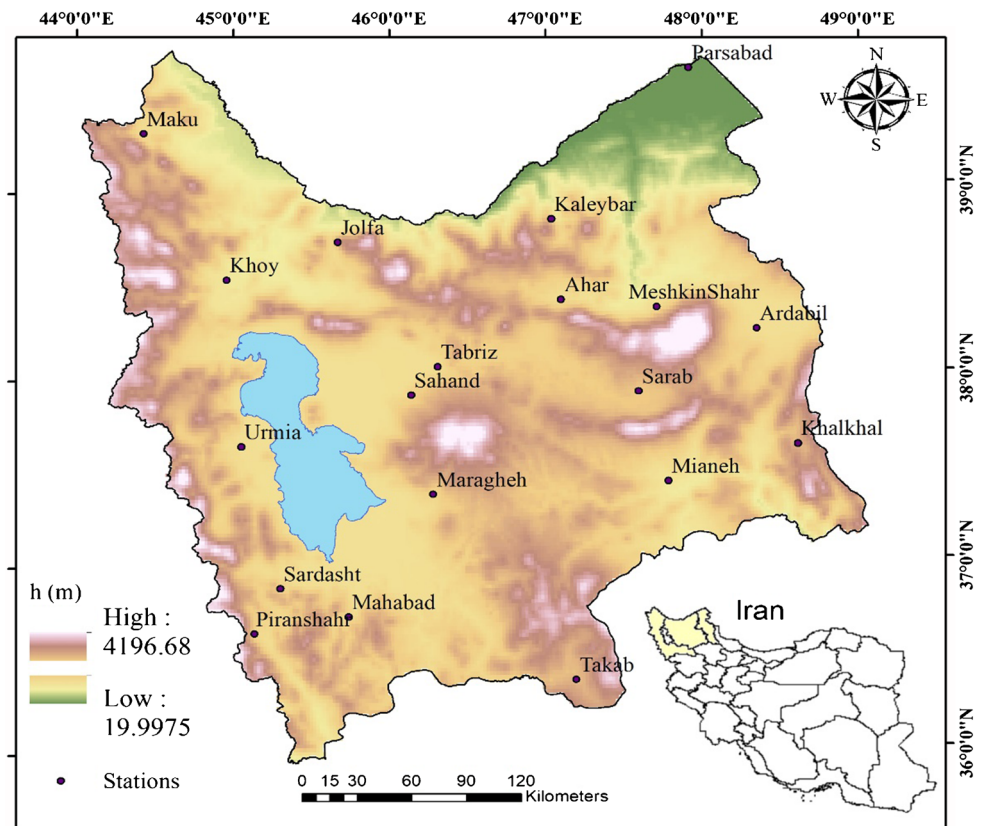 44°0'0"E 45°0'0"E 46°0'0"E 47°0'0"E 48°0'0"E 49°0'0"E
Parsabad
N
W E
S
Maku
39°0'0"N
Kaleybar
Jolfa
Khoy
Ahar
MeshkinShahr
Ardabil
Tabriz
38°0'0"N
Sahand
Sarab
Urmia
Khalkhal
Mianeh
Maragheh
37°0'0"N
Sardasht
h (m)
Mahabad
Iran
High :
Piranshahr
4196.68
Takab
Low :
19.9975
36°0'0"N
Stations
0 15 30 60 90 120
Kilometers